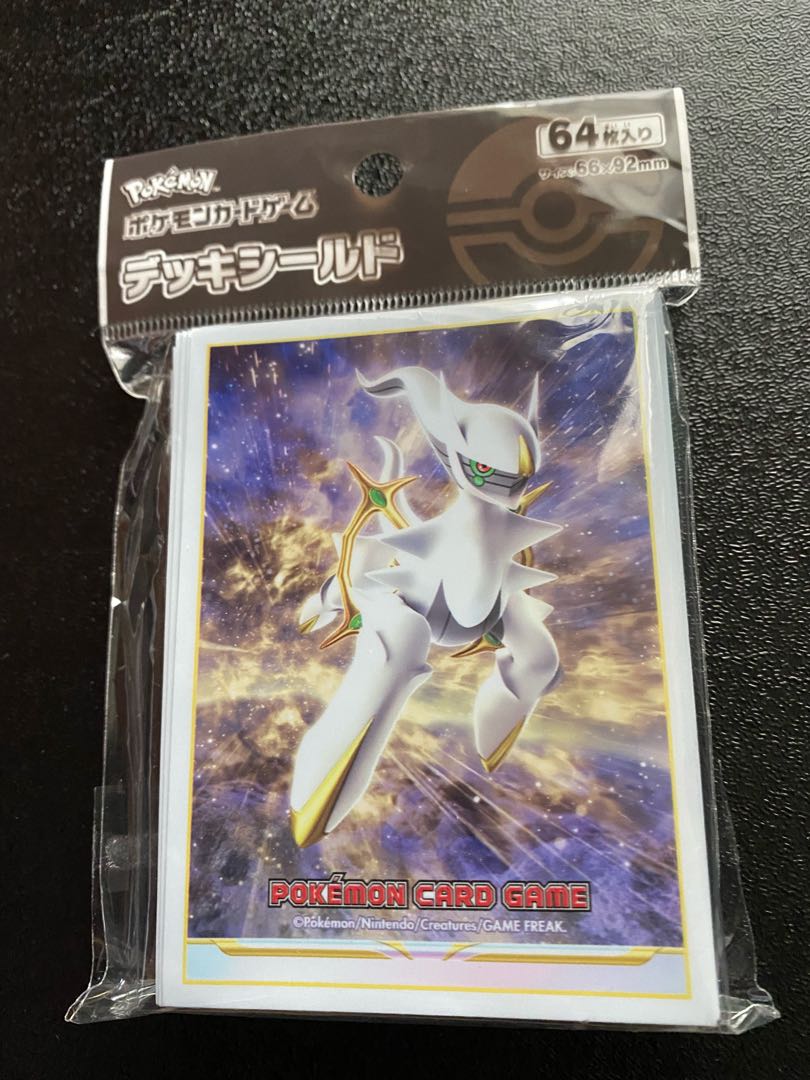 POKÉMON
ポケモンカードゲーム
デッキシールド
64枚入り
サイズ:66×92mm
POKÉMON CARD GAME
©Pokémon/Nintendo/Creatures/GAME FREAK.